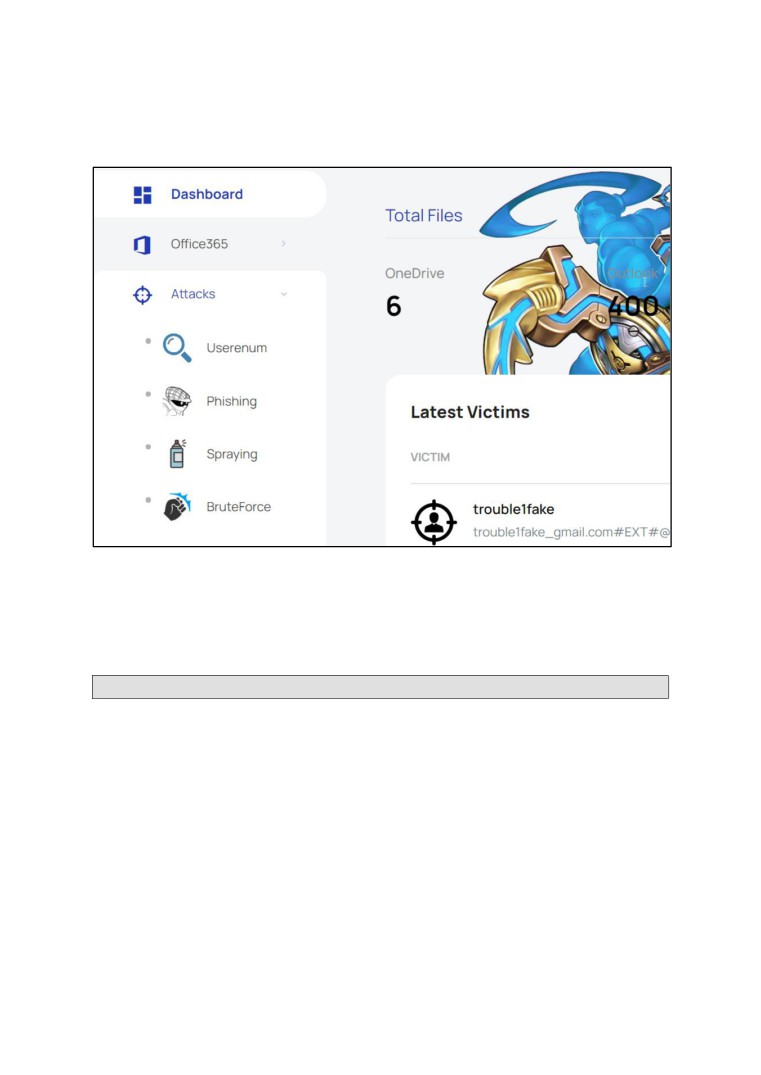 Dashboard
Office365
Attacks
Userenum
Phishing
Spraying
BruteForce
Total Files
OneDrive
Outlook
6
400
Latest Victims
VICTIM
trouble1fake
trouble1fake_gmail.com#EXT#@